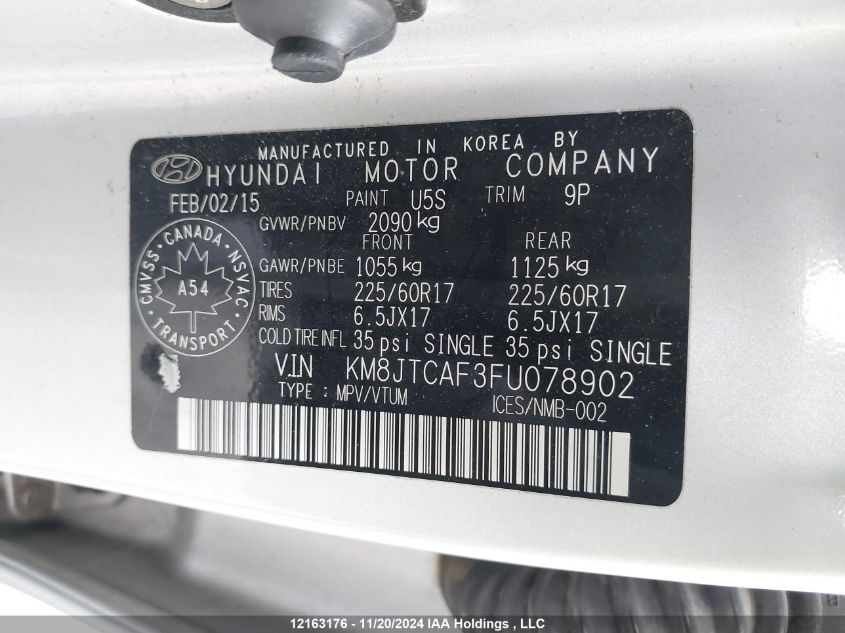 MANUFACTURED IN KOREA BY
HYUNDAI MOTOR COMPANY
FEB/02/15 PAINT U5S TRIM 9P
GVWR/PNBV 2090 kg
FRONT REAR
GAWR/PNBE 1055 kg 1125 kg
TIRES 225/60R17 225/60R17
RIMS 6.5JX17 6.5JX17
COLD TIRE INFL 35 psi SINGLE 35 psi SINGLE
CMVSS · CANADA · NSVAC
A54
· TRANSPORT ·
V.I.N KM8JTCAF3FU078902
TYPE : MPV/VTUM ICES/NMB-002
12163176 - 11/20/2024 IAA Holdings , LLC